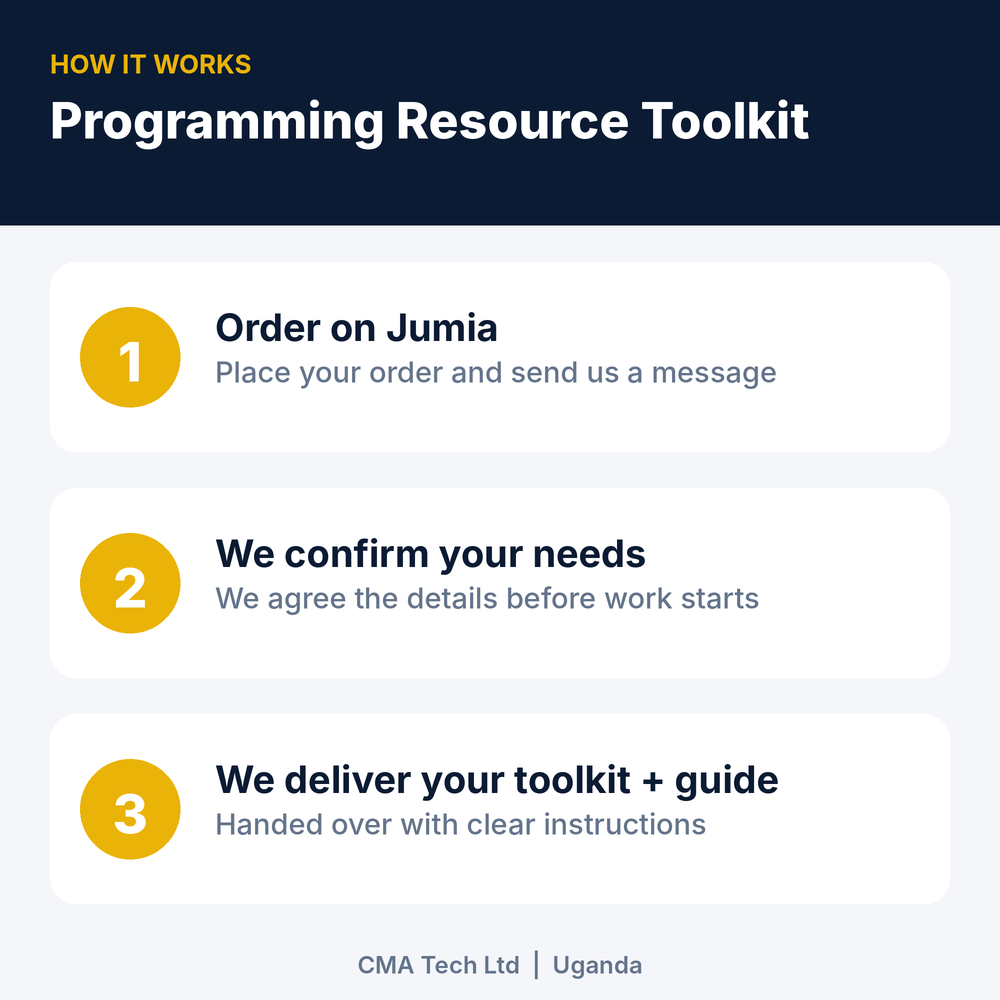 HOW IT WORKS
Programming Resource Toolkit
1
Order on Jumia
Place your order and send us a message
2
We confirm your needs
We agree the details before work starts
3
We deliver your toolkit + guide
Handed over with clear instructions
CMA Tech Ltd | Uganda